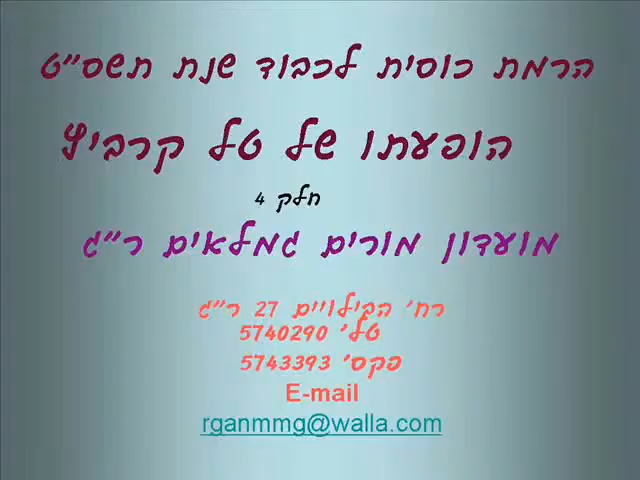 הרמת כוסית לכבוד שנת תשס״ט
הופעתו של טל קרביץ
חלק 4
מועדון מורים גמלאים ר״ג
רח׳ הבילויים 27 ר״ג
טל׳ 5740290
פקס׳ 5743393
E-mail
rganmmg@walla.com